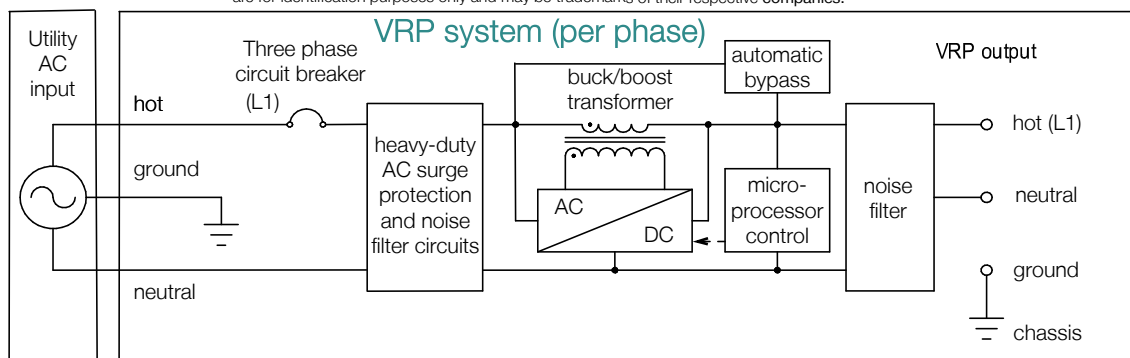 are for identification purposes only and may be trademarks of their respective companies.
VRP system (per phase)
Utility
AC
input
Three phase
circuit breaker
(L1)
buck/boost
transformer
automatic
bypass
VRP output
hot
hot (L1)
ground
heavy-duty
AC surge
protection
and noise
filter circuits
AC
DC
micro-
processor
control
noise
filter
neutral
neutral
ground
chassis